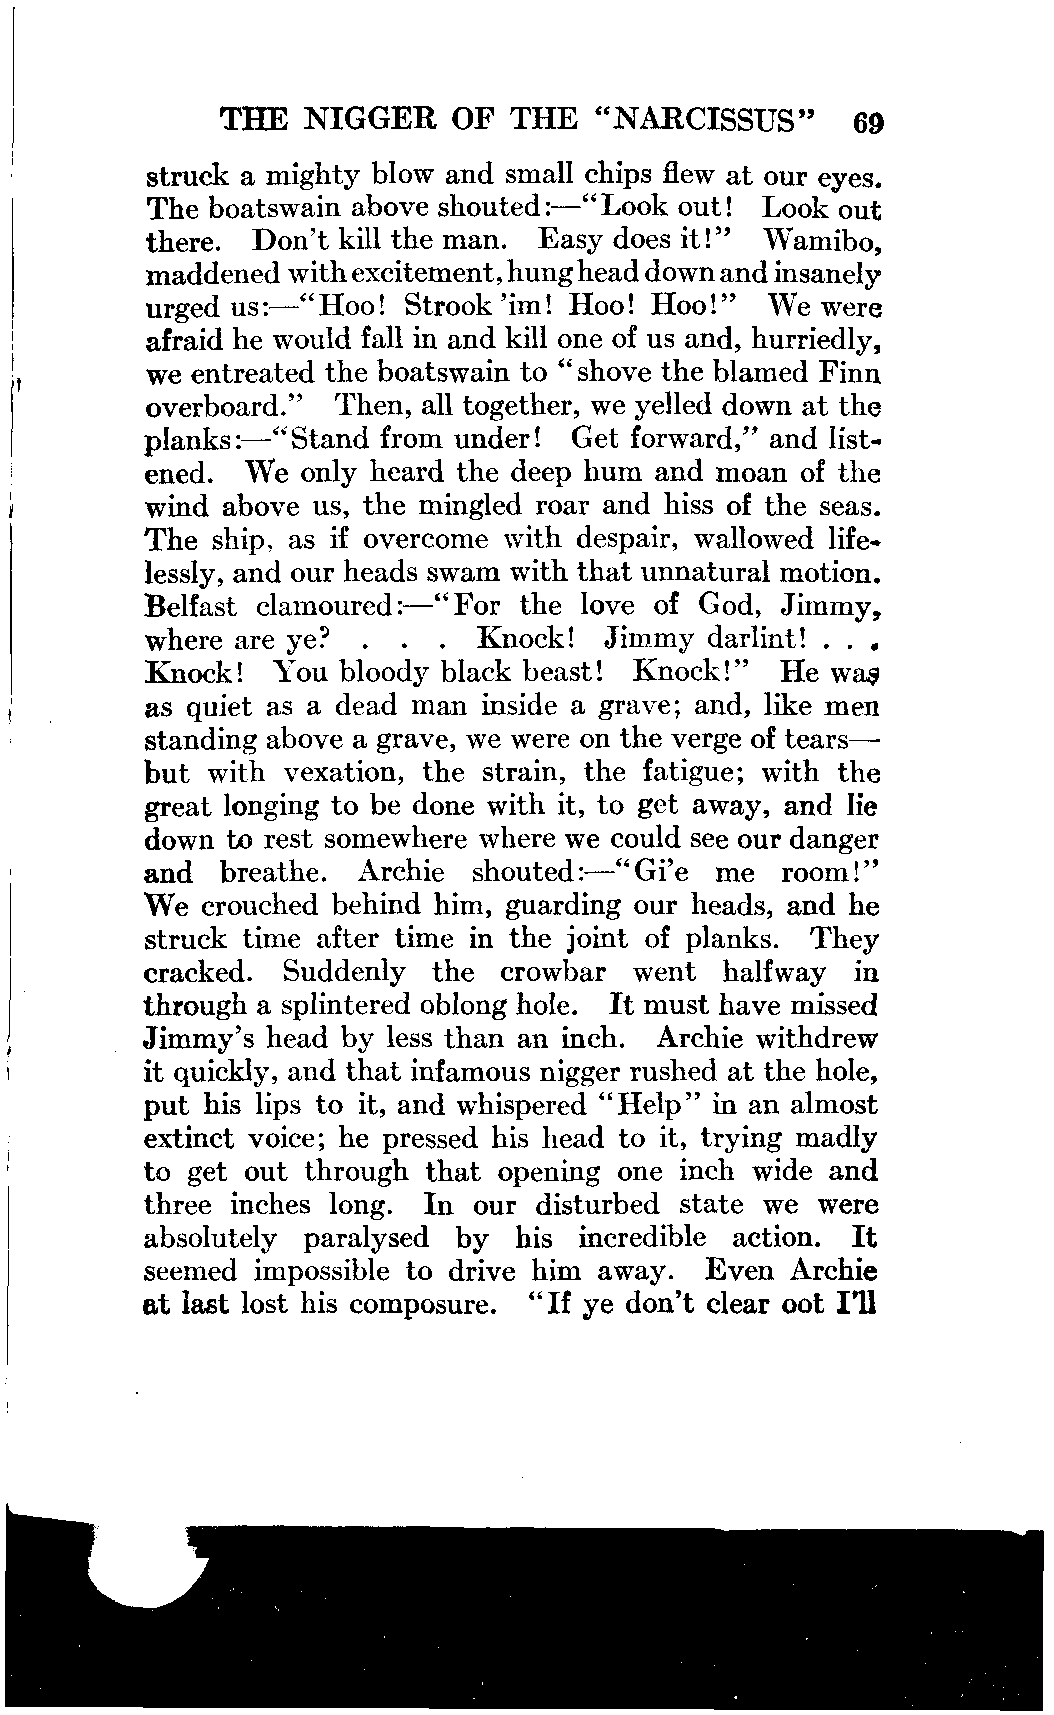 THE NIGGER OF THE “NARCISSUS” 69
struck a mighty blow and small chips flew at our eyes.
The boatswain above shouted:—“Look out! Look out
there. Don’t kill the man. Easy does it!” Wamibo,
maddened with excitement, hung head down and insanely
urged us:—“Hoo! Strook ’im! Hoo! Hoo!” We were
afraid he would fall in and kill one of us and, hurriedly,
we entreated the boatswain to “shove the blamed Finn
overboard.” Then, all together, we yelled down at the
planks:—“Stand from under! Get forward,” and list-
ened. We only heard the deep hum and moan of the
wind above us, the mingled roar and hiss of the seas.
The ship, as if overcome with despair, wallowed life-
lessly, and our heads swam with that unnatural motion.
Belfast clamoured:—“For the love of God, Jimmy,
where are ye? . . . Knock! Jimmy darlint! . . .
Knock! You bloody black beast! Knock!” He was
as quiet as a dead man inside a grave; and, like men
standing above a grave, we were on the verge of tears—
but with vexation, the strain, the fatigue; with the
great longing to be done with it, to get away, and lie
down to rest somewhere where we could see our danger
and breathe. Archie shouted:—“Gi’e me room!”
We crouched behind him, guarding our heads, and he
struck time after time in the joint of planks. They
cracked. Suddenly the crowbar went halfway in
through a splintered oblong hole. It must have missed
Jimmy’s head by less than an inch. Archie withdrew
it quickly, and that infamous nigger rushed at the hole,
put his lips to it, and whispered “Help” in an almost
extinct voice; he pressed his head to it, trying madly
to get out through that opening one inch wide and
three inches long. In our disturbed state we were
absolutely paralysed by his incredible action. It
seemed impossible to drive him away. Even Archie
at last lost his composure. “If ye don’t clear oot I’ll